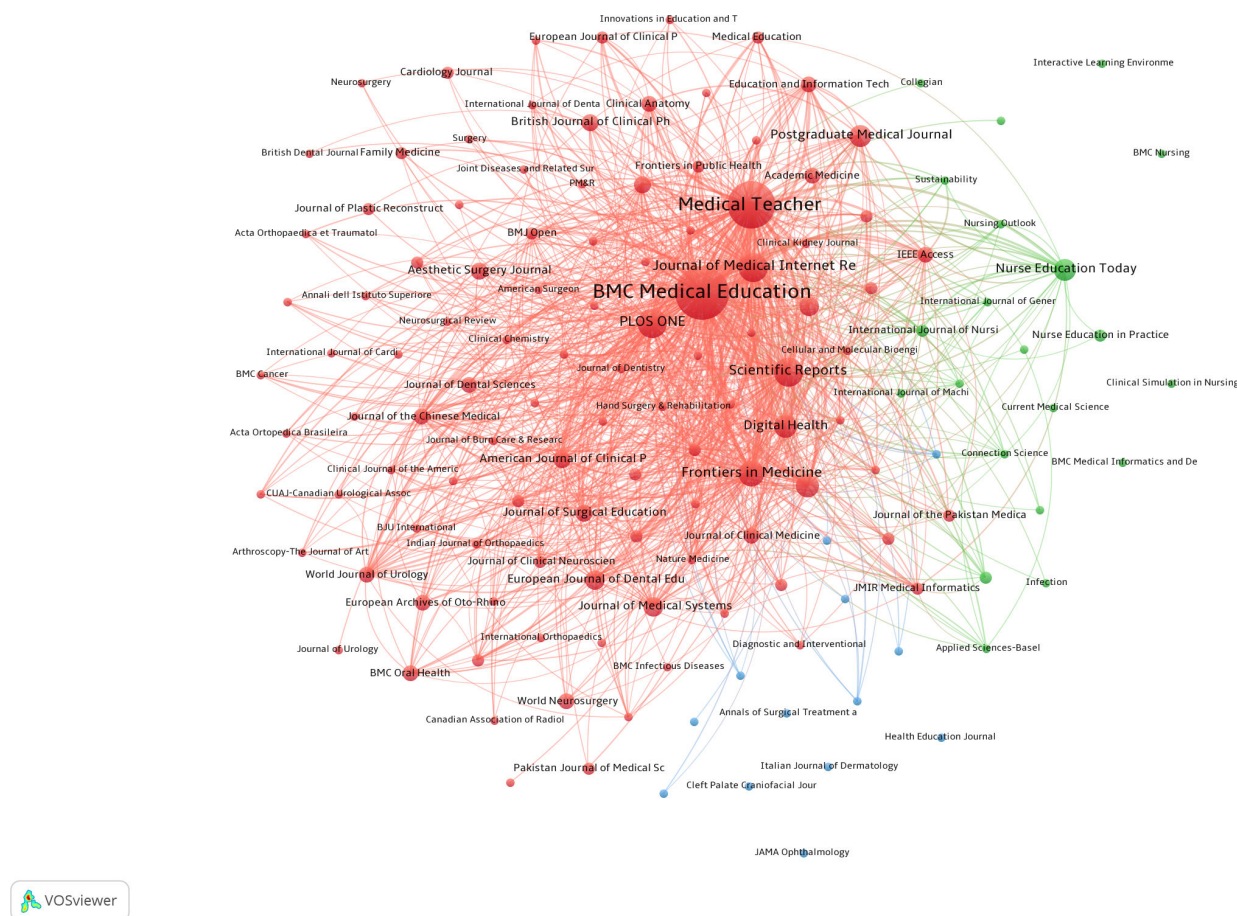 Innovations in Education and T
European Journal of Clinical P
Medical Education
Interactive Learning Environme
Cardiology Journal
Neurosurgery
Education and Information Tech
Collegian
International Journal of Denta
Clinical Anatomy
British Journal of Clinical Ph
Postgraduate Medical Journal
Surgery
British Dental Journal
Family Medicine
BMC Nursing
Joint Diseases and Related Sur
Frontiers in Public Health
PM&R
Academic Medicine
Sustainability
Medical Teacher
Journal of Plastic Reconstruct
Nursing Outlook
Acta Orthopaedica et Traumatol
BMJ Open
Clinical Kidney Journal
IEEE Access
Aesthetic Surgery Journal
Journal of Medical Internet Re
Nurse Education Today
American Surgeon
BMC Medical Education
Annali dell Istituto Superiore
International Journal of Gener
Neurosurgical Review
PLOS ONE
International Journal of Nursi
Nurse Education in Practice
Clinical Chemistry
International Journal of Cardi
Cellular and Molecular Bioengi
Journal of Dentistry
Scientific Reports
BMC Cancer
Journal of Dental Sciences
Clinical Simulation in Nursing
International Journal of Machi
Hand Surgery & Rehabilitation
Current Medical Science
Journal of the Chinese Medical
Digital Health
Acta Ortopedica Brasileira
Journal of Burn Care & Researc
Connection Science
American Journal of Clinical P
BMC Medical Informatics and De
Clinical Journal of the Americ
Frontiers in Medicine
CUAJ-Canadian Urological Assoc
Journal of Surgical Education
Journal of the Pakistan Medica
BJU International
Journal of Clinical Medicine
Indian Journal of Orthopaedics
Arthroscopy-The Journal of Art
Journal of Clinical Neuroscien
Nature Medicine
World Journal of Urology
European Journal of Dental Edu
Infection
JMIR Medical Informatics
European Archives of Oto-Rhino
Journal of Medical Systems
International Orthopaedics
Diagnostic and Interventional
Journal of Urology
Applied Sciences-Basel
BMC Infectious Diseases
BMC Oral Health
World Neurosurgery
Annals of Surgical Treatment a
Canadian Association of Radiol
Health Education Journal
Pakistan Journal of Medical Sc
Italian Journal of Dermatology
Cleft Palate Craniofacial Jour
JAMA Ophthalmology
VOSviewer